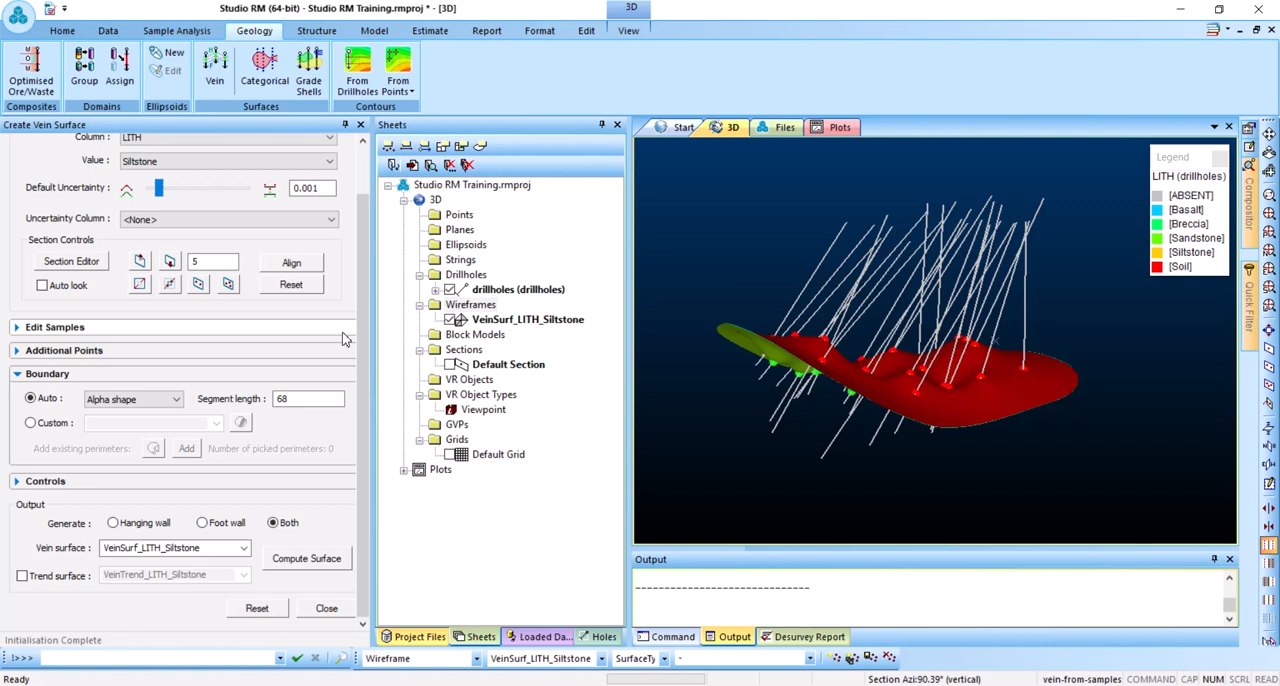 Studio RM (64-bit) - Studio RM Training.rmproj * - [3D]
3D
Home Data Sample Analysis Geology Structure Model Estimate Report Format Edit View
New
Edit
Optimised Ore/Waste
Group
Assign
Vein
Categorical
Grade Shells
From Drillholes
From Points
Composites Domains Ellipsoids Surfaces Contours
Create Vein Surface
Column : LITH
Value : Siltstone
Default Uncertainty : 0.001
Uncertainty Column : <None>
Section Controls
Section Editor 5 Align
Auto look Reset
Edit Samples
Additional Points
Boundary
Auto : Alpha shape Segment length : 68
Custom :
Add existing perimeters: Add Number of picked perimeters: 0
Controls
Output
Generate : Hanging wall Foot wall Both
Vein surface : VeinSurf_LITH_Siltstone Compute Surface
Trend surface : VeinTrend_LITH_Siltstone
Reset Close
Initialisation Complete
Sheets
Studio RM Training.rmproj
3D
Points
Planes
Ellipsoids
Strings
Drillholes
drillholes (drillholes)
Wireframes
VeinSurf_LITH_Siltstone
Block Models
Sections
Default Section
VR Objects
VR Object Types
Viewpoint
GVPs
Grids
Default Grid
Plots
Project Files Sheets Loaded Da... Holes
Start 3D Files Plots
Legend
LITH (drillholes)
[ABSENT]
[Basalt]
[Breccia]
[Sandstone]
[Siltstone]
[Soil]
Compositor
Quick Filter
Output
-----------------------------
Command Output Desurvey Report
!>>> Wireframe VeinSurf_LITH_Siltstone SurfaceTy -
Ready Section Azi:90.39° (vertical) vein-from-samples COMMAND CAP NUM SCRL READ